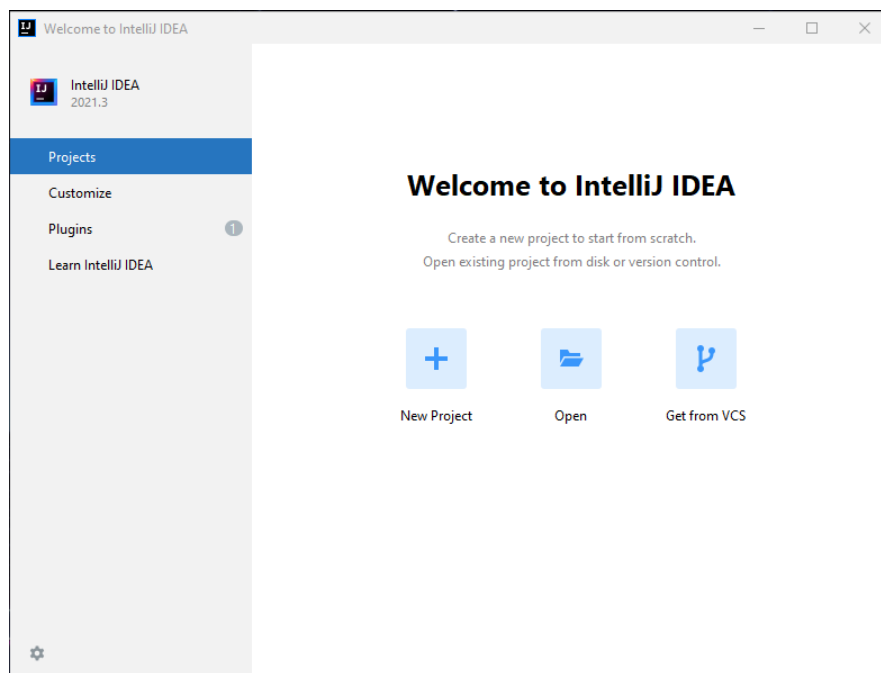 Welcome to IntelliJ IDEA
IntelliJ IDEA
2021.3
Projects
Customize
Plugins
1
Learn IntelliJ IDEA
Welcome to IntelliJ IDEA
Create a new project to start from scratch.
Open existing project from disk or version control.
New Project
Open
Get from VCS